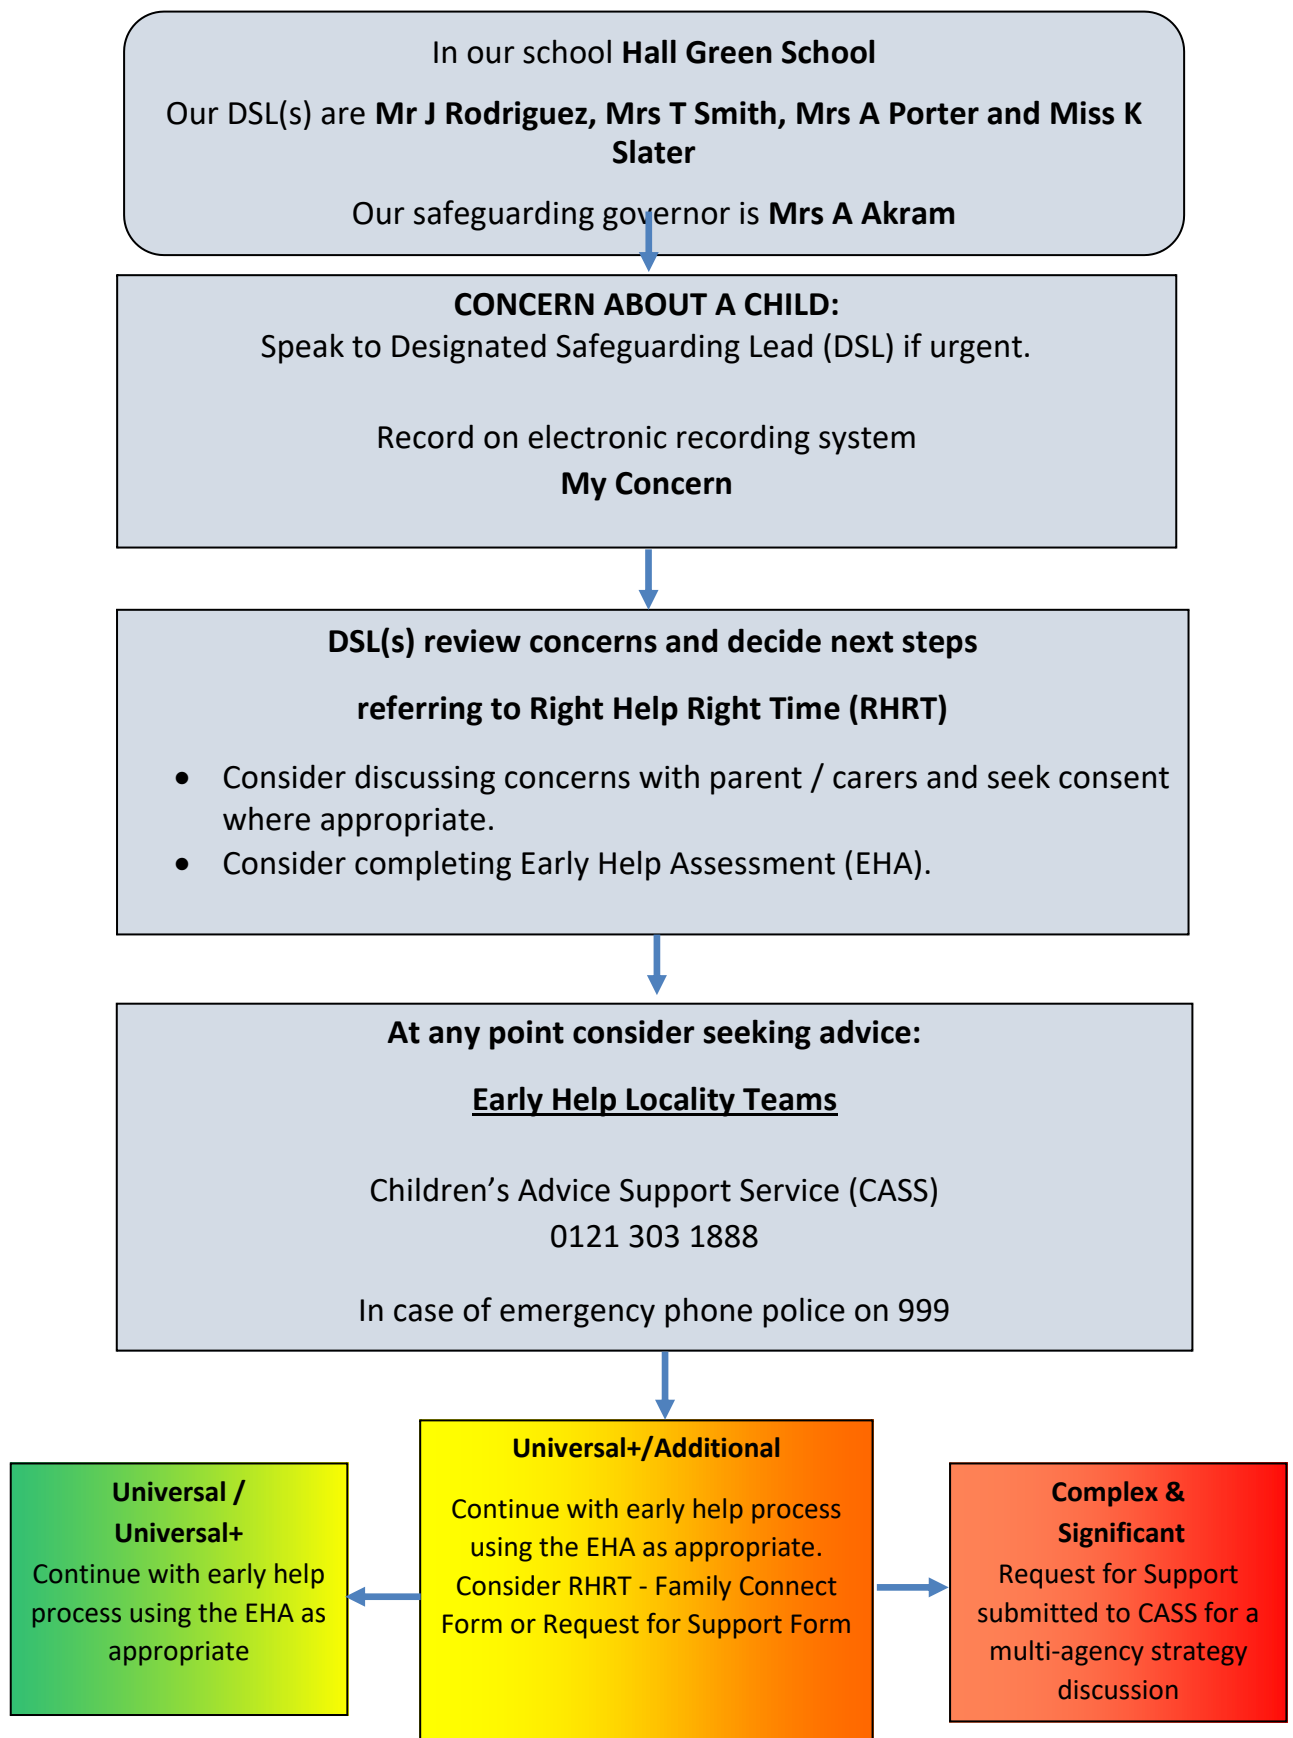 In our school Hall Green School
Our DSL(s) are Mr J Rodriguez, Mrs T Smith, Mrs A Porter and Miss K
Slater
Our safeguarding governor is Mrs A Akram
CONCERN ABOUT A CHILD:
Speak to Designated Safeguarding Lead (DSL) if urgent.
Record on electronic recording system
My Concern
DSL(s) review concerns and decide next steps
referring to Right Help Right Time (RHRT)
• Consider discussing concerns with parent / carers and seek consent
where appropriate.
• Consider completing Early Help Assessment (EHA).
At any point consider seeking advice:
Early Help Locality Teams
Children’s Advice Support Service (CASS)
0121 303 1888
In case of emergency phone police on 999
Universal /
Universal+
Continue with early help
process using the EHA as
appropriate
Universal+/Additional
Continue with early help process
using the EHA as appropriate.
Consider RHRT - Family Connect
Form or Request for Support Form
Complex &
Significant
Request for Support
submitted to CASS for a
multi-agency strategy
discussion